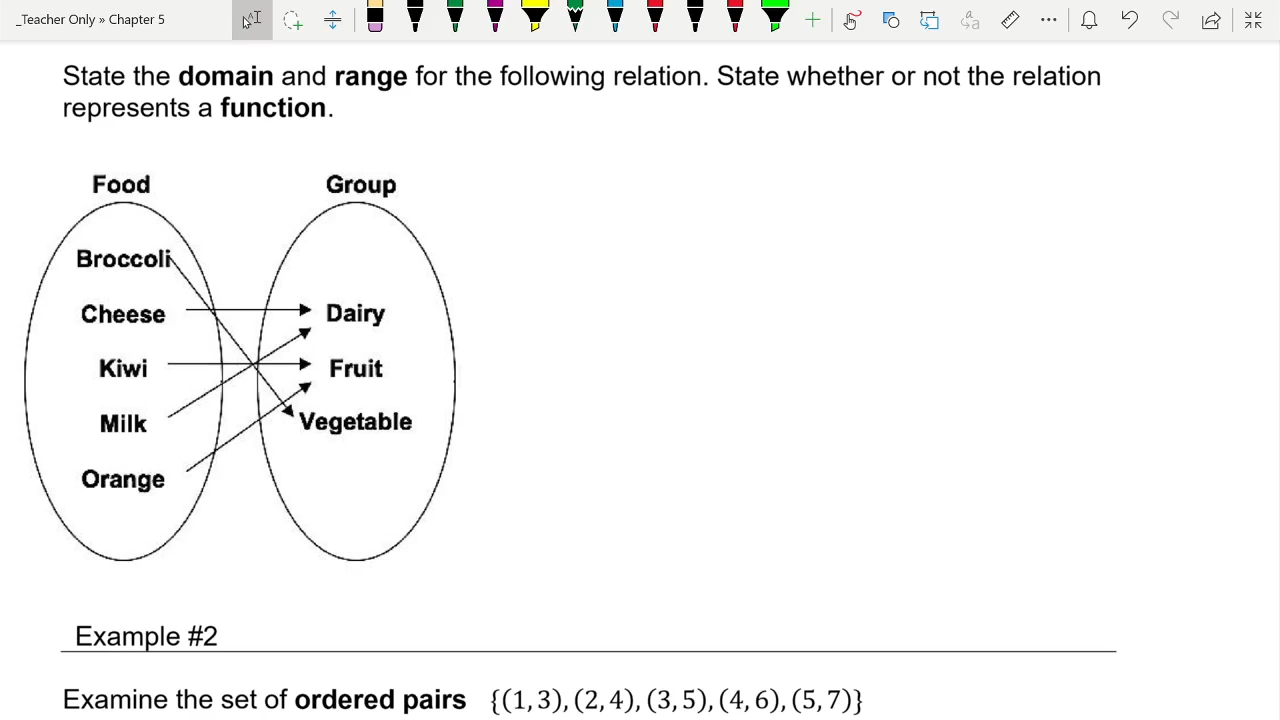 _Teacher Only » Chapter 5
State the domain and range for the following relation. State whether or not the relation
represents a function.
Food
Group
Broccoli
Cheese
Kiwi
Milk
Orange
Dairy
Fruit
Vegetable
Example #2
Examine the set of ordered pairs {(1, 3), (2, 4), (3, 5), (4, 6), (5, 7)}